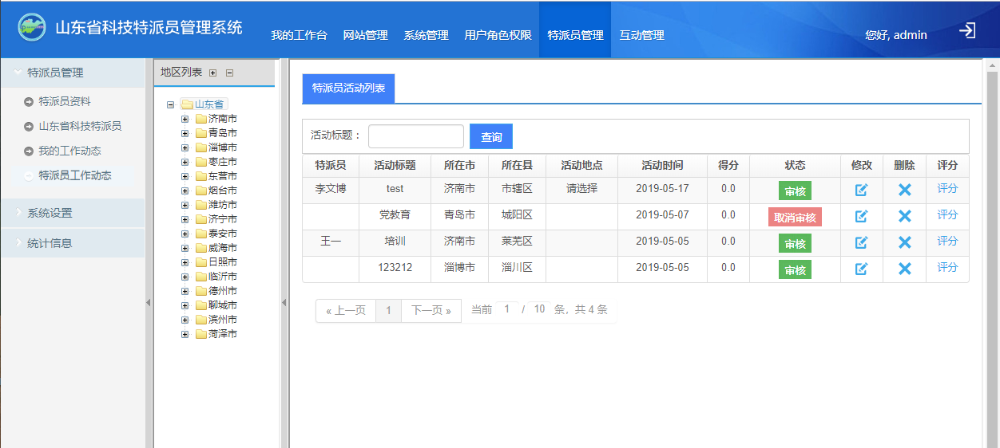 山东省科技特派员管理系统
我的工作台 网站管理 系统管理 用户角色权限 特派员管理 互动管理
您好, admin
特派员管理
特派员资料
山东省科技特派员
我的工作动态
特派员工作动态
系统设置
统计信息
地区列表
山东省
济南市
青岛市
淄博市
枣庄市
东营市
烟台市
潍坊市
济宁市
泰安市
威海市
日照市
临沂市
德州市
聊城市
滨州市
菏泽市
特派员活动列表
活动标题： 查询
特派员 活动标题 所在市 所在县 活动地点 活动时间 得分 状态 修改 删除 评分
李文博 test 济南市 市辖区 请选择 2019-05-17 0.0 审核 评分
党教育 青岛市 城阳区 2019-05-07 0.0 取消审核 评分
王一 培训 济南市 莱芜区 2019-05-05 0.0 审核 评分
123212 淄博市 淄川区 2019-05-05 0.0 审核 评分
« 上一页 1 下一页 » 当前 1 / 10 条，共 4 条